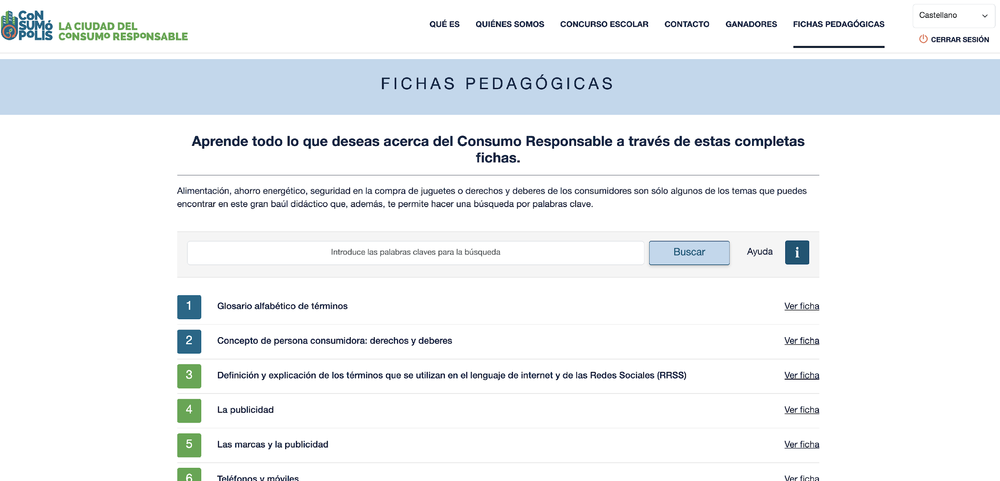 CoN
SUMó
PoLIS
LA CIUDAD DEL
CoNSUMo RESPoNSABLE
QUÉ ES
QUIÉNES SOMOS
CONCURSO ESCOLAR
CONTACTO
GANADORES
FICHAS PEDAGÓGICAS
Castellano
CERRAR SESIÓN
FICHAS PEDAGÓGICAS
Aprende todo lo que deseas acerca del Consumo Responsable a través de estas completas
fichas.
Alimentación, ahorro energético, seguridad en la compra de juguetes o derechos y deberes de los consumidores son sólo algunos de los temas que puedes
encontrar en este gran baúl didáctico que, además, te permite hacer una búsqueda por palabras clave.
Introduce las palabras claves para la búsqueda
Buscar
Ayuda
i
1 Glosario alfabético de términos Ver ficha
2 Concepto de persona consumidora: derechos y deberes Ver ficha
3 Definición y explicación de los términos que se utilizan en el lenguaje de internet y de las Redes Sociales (RRSS) Ver ficha
4 La publicidad Ver ficha
5 Las marcas y la publicidad Ver ficha
6 Teléfonos y móviles Ver ficha